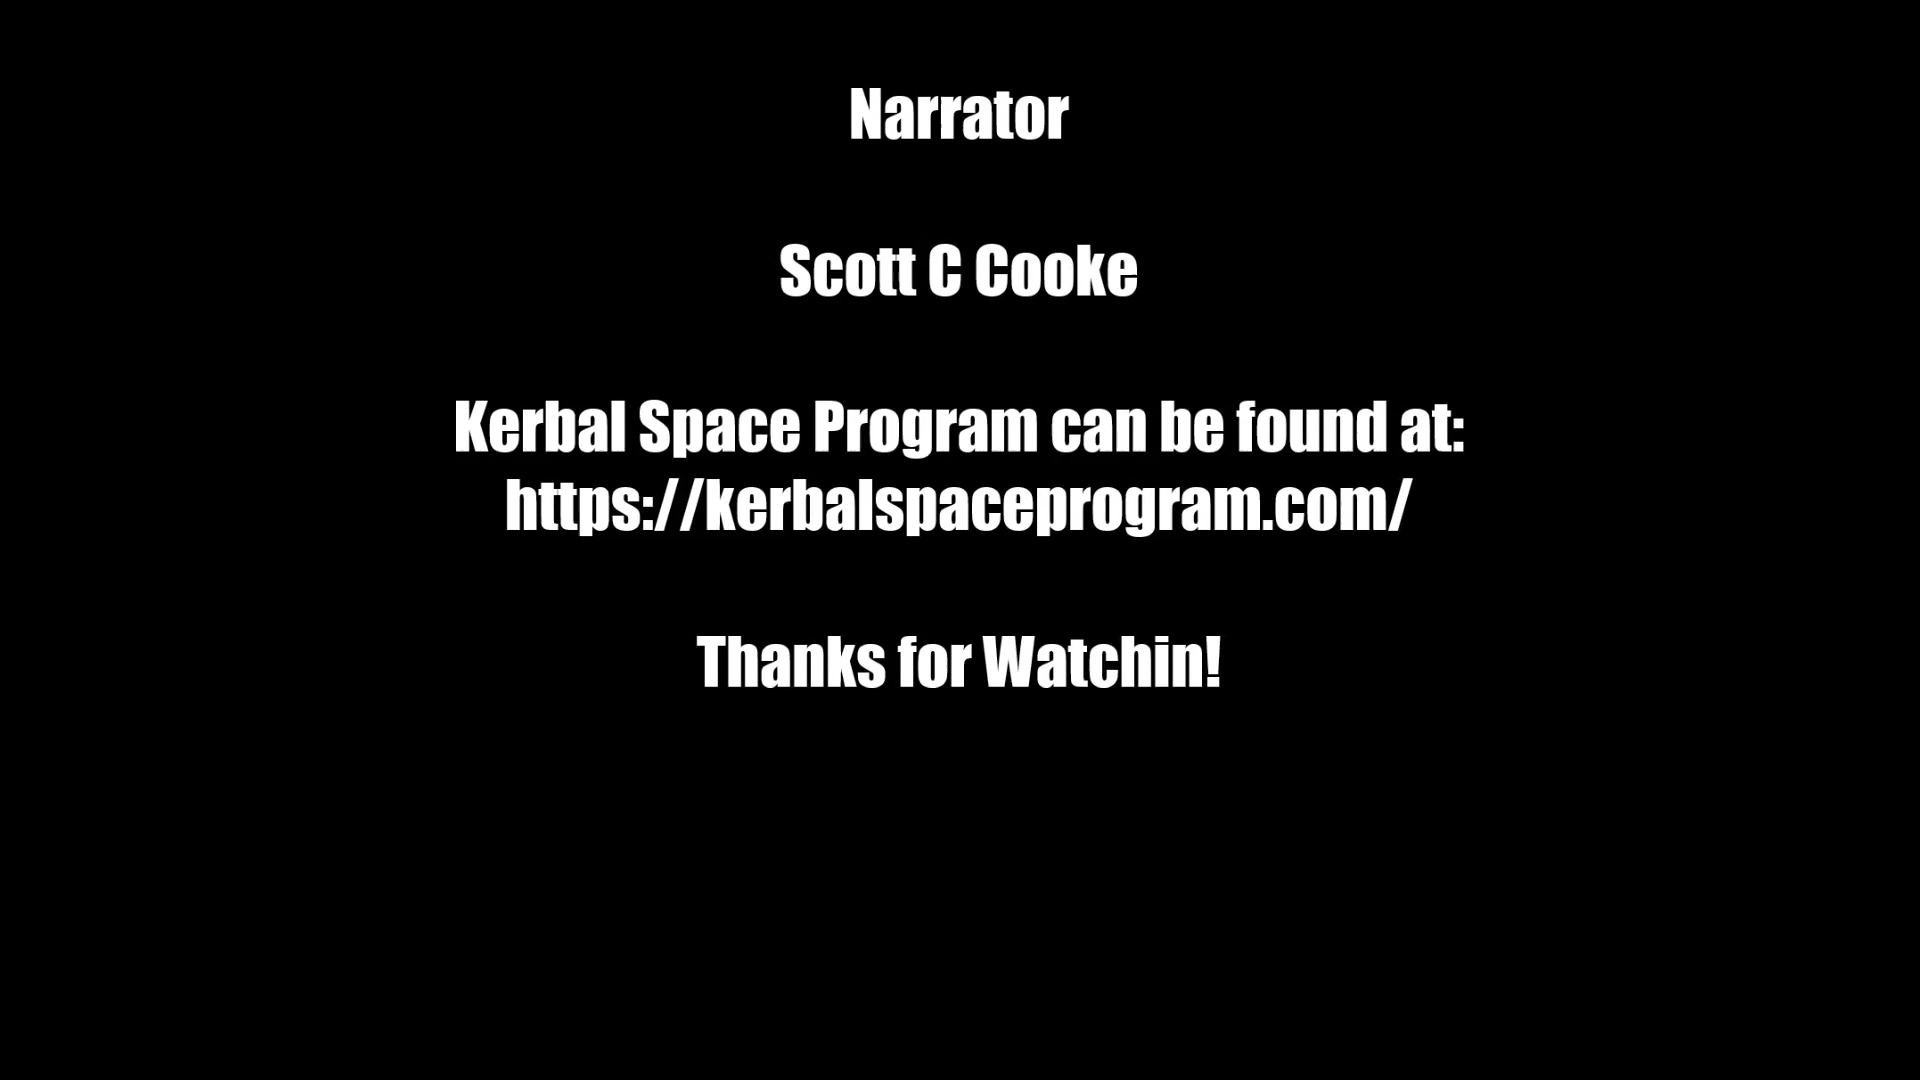 Narrator
Scott C Cooke
Kerbal Space Program can be found at:
https://kerbalspaceprogram.com/
Thanks for Watchin!